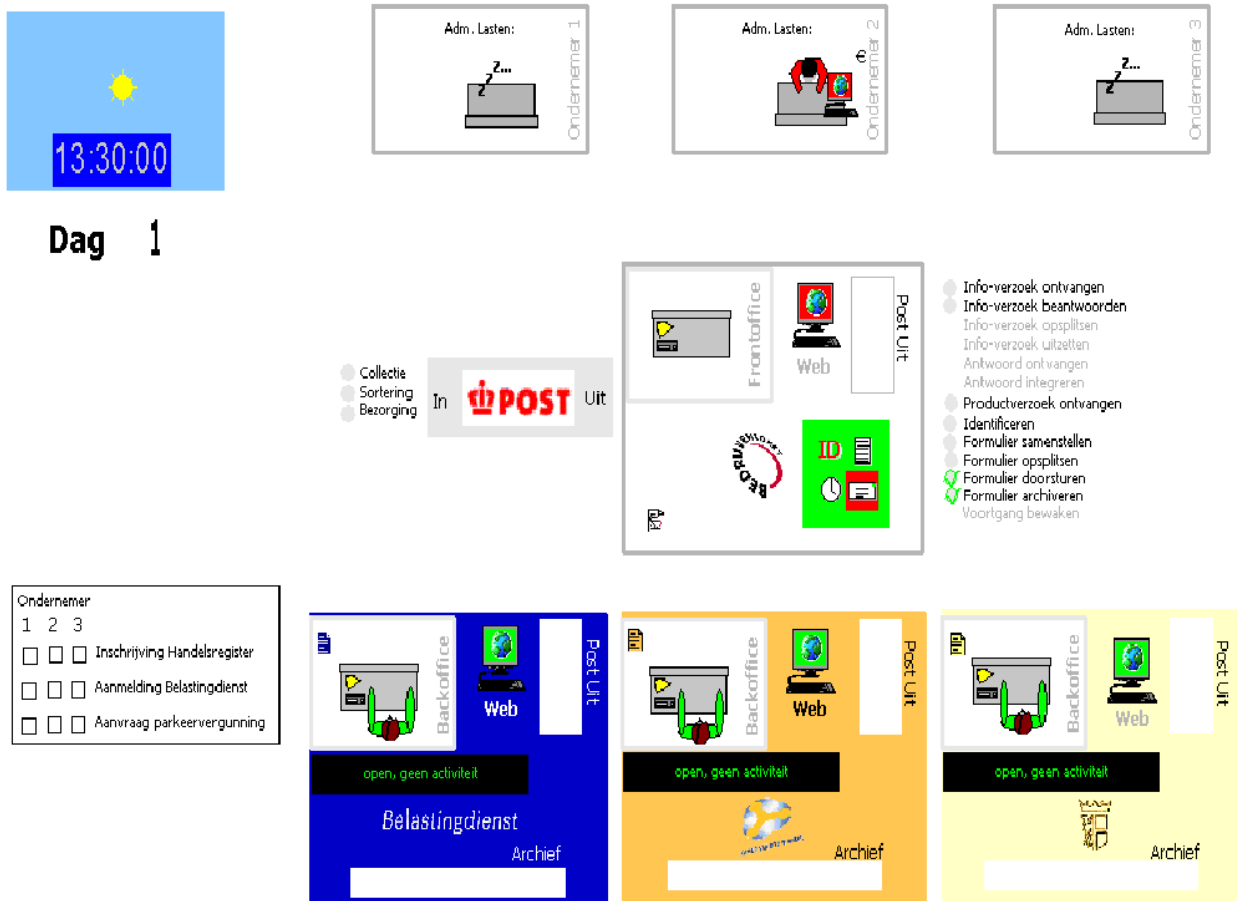 13:30:00
Dag 1
Adm. Lasten:
z z z...
Ondernemer 1
Adm. Lasten:
€
Ondernemer 2
Adm. Lasten:
z z z...
Ondernemer 3
Collectie
Sortering
Bezorging
In
POST
Uit
Frontoffice
Web
Post Uit
ID
Info-verzoek ontvangen
Info-verzoek beantwoorden
Info-verzoek opsplitsen
Info-verzoek uitzetten
Antwoord ontvangen
Antwoord integreren
Productverzoek ontvangen
Identificeren
Formulier samenstellen
Formulier opsplitsen
Formulier doorsturen
Formulier archiveren
Voortgang bewaken
Ondernemer
1 2 3
Inschrijving Handelsregister
Aanmelding Belastingdienst
Aanvraag parkeervergunning
Backoffice
Web
Post Uit
open, geen activiteit
Belastingdienst
Archief
Backoffice
Web
Post Uit
open, geen activiteit
Archief
Backoffice
Web
Post Uit
open, geen activiteit
Archief